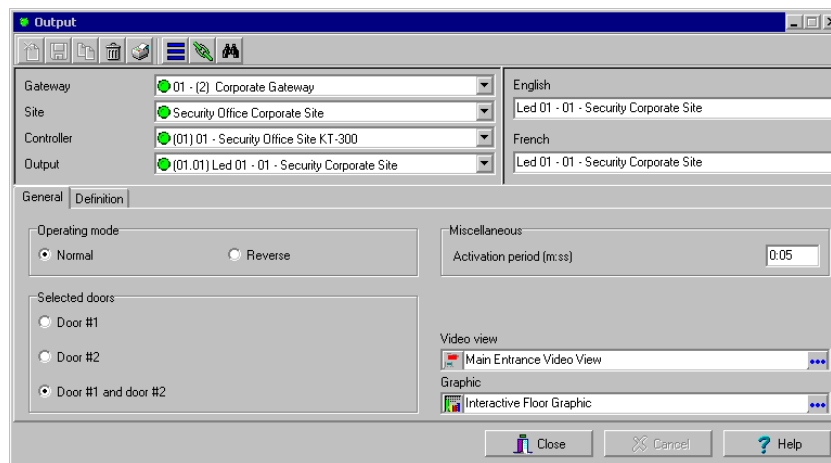 Output
Gateway
01 - (2) Corporate Gateway
Site
Security Office Corporate Site
Controller
(01) 01 - Security Office Site KT-300
Output
(01.01) Led 01 - 01 - Security Corporate Site
English
Led 01 - 01 - Security Corporate Site
French
Led 01 - 01 - Security Corporate Site
General
Definition
Operating mode
Normal
Reverse
Selected doors
Door #1
Door #2
Door #1 and door #2
Miscellaneous
Activation period (m:ss)
0:05
Video view
Main Entrance Video View
Graphic
Interactive Floor Graphic
Close
Cancel
Help